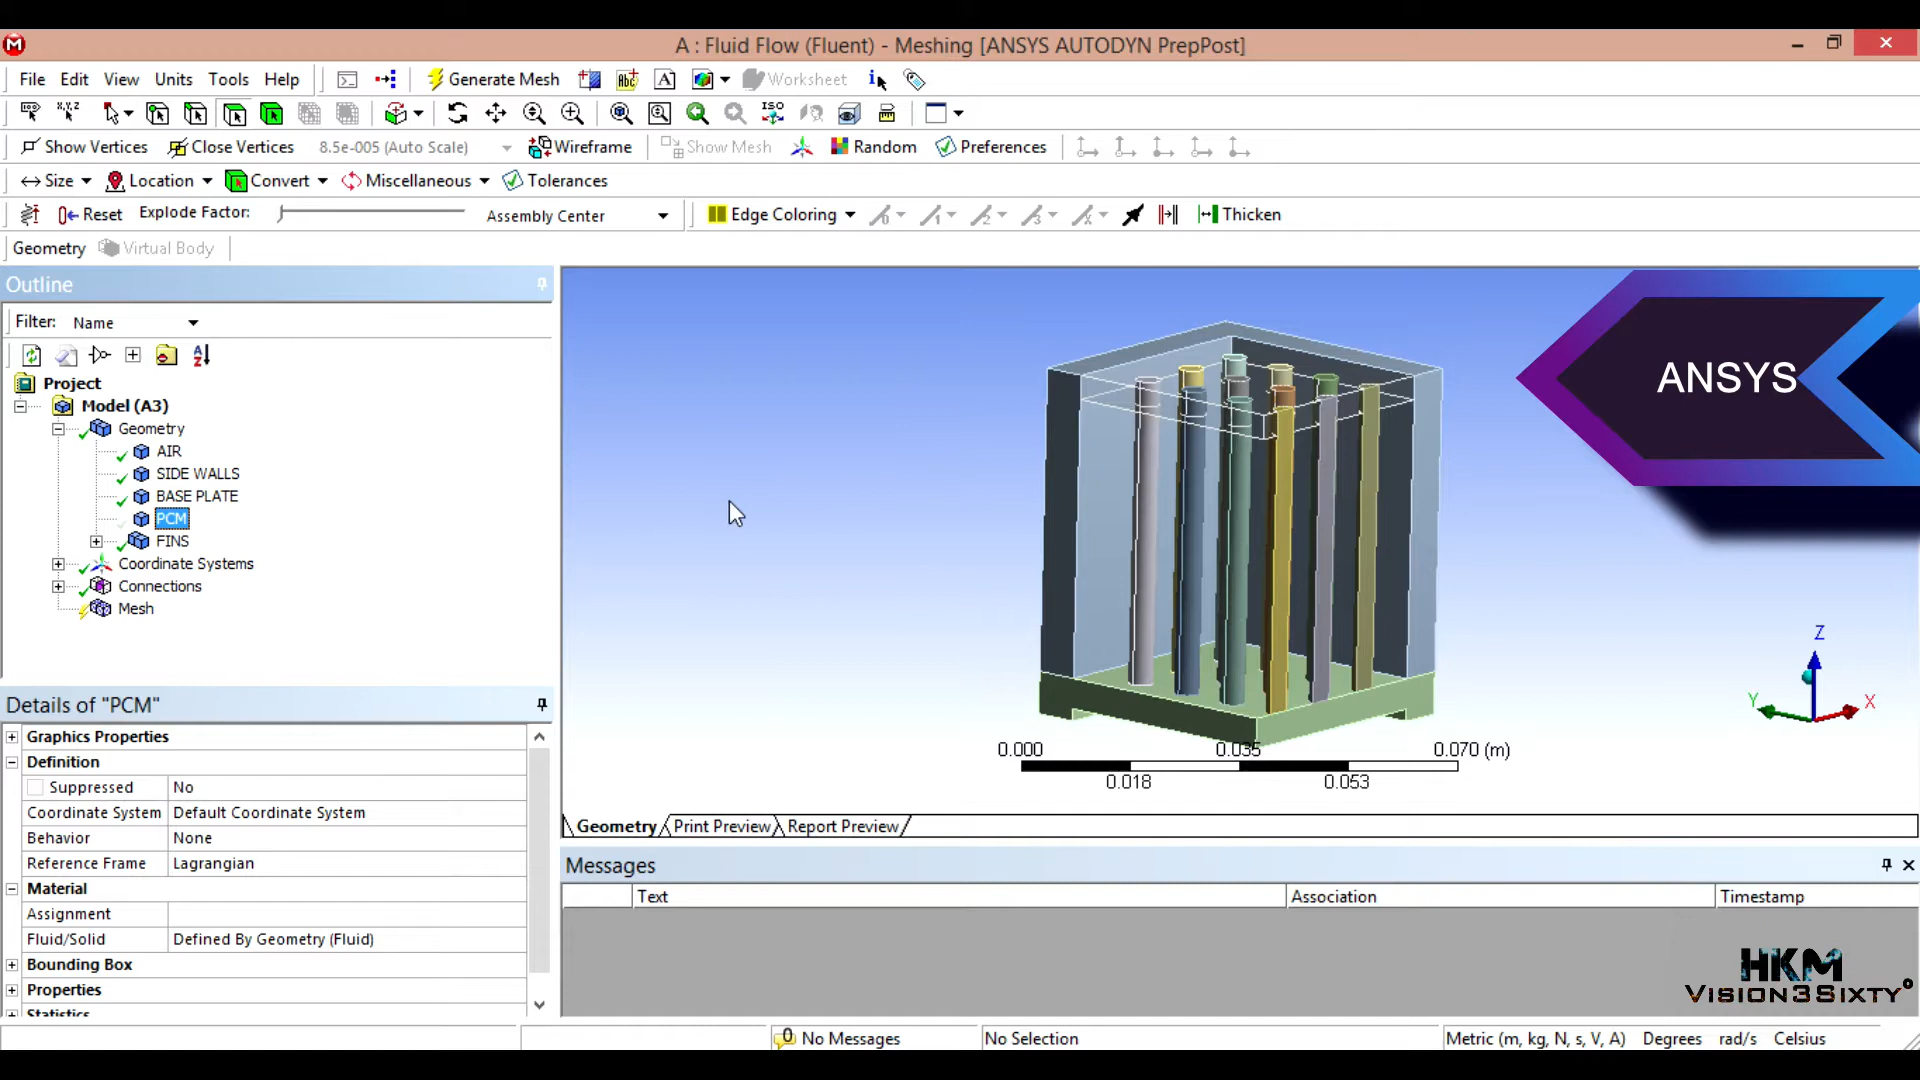 A : Fluid Flow (Fluent) - Meshing [ANSYS AUTODYN PrepPost]
File Edit View Units Tools Help Generate Mesh Worksheet
Show Vertices Close Vertices 8.5e-005 (Auto Scale) Wireframe Show Mesh Random Preferences
Size Location Convert Miscellaneous Tolerances
Reset Explode Factor: Assembly Center Edge Coloring Thicken
Geometry Virtual Body
Outline
Filter: Name
Project
Model (A3)
Geometry
AIR
SIDE WALLS
BASE PLATE
PCM
FINS
Coordinate Systems
Connections
Mesh
Details of "PCM"
Graphics Properties
Definition
Suppressed No
Coordinate System Default Coordinate System
Behavior None
Reference Frame Lagrangian
Material
Assignment
Fluid/Solid Defined By Geometry (Fluid)
Bounding Box
Properties
Statistics
ANSYS
Z
Y X
0.000 0.035 0.070 (m)
0.018 0.053
Geometry Print Preview Report Preview
Messages
Text Association Timestamp
HKM
Vision3Sixty°
0 No Messages No Selection Metric (m, kg, N, s, V, A) Degrees rad/s Celsius